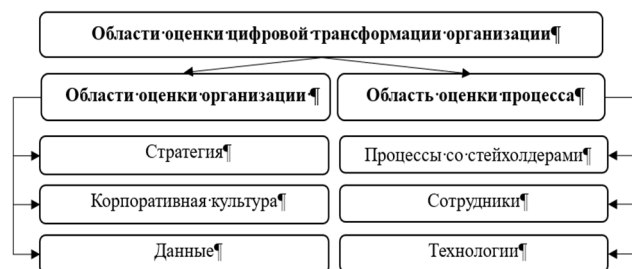 Области оценки цифровой трансформации организации¶
Области оценки организации ¶
Область оценки процесса¶
Стратегия¶
Процессы со стейхолдерами¶
Корпоративная культура¶
Сотрудники¶
Данные¶
Технологии¶